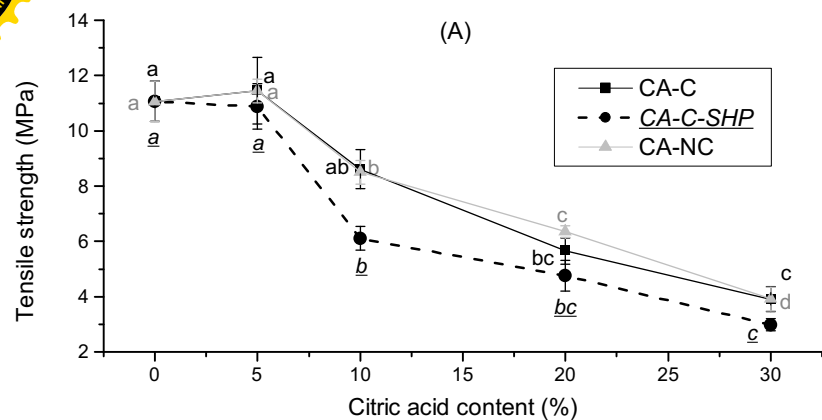 (A)
14
12
10
8
6
4
2
Tensile strength (MPa)
CA-C
CA-C-SHP
CA-NC
a
a
a
a
a
a
ab
b
b
c
bc
bc
c
d
c
0
5
10
15
20
25
30
Citric acid content (%)